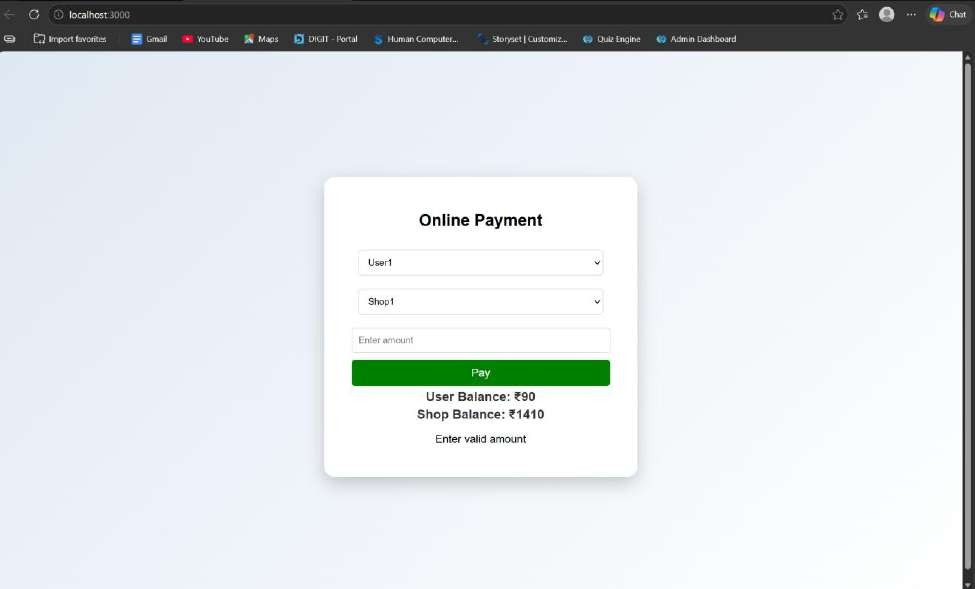 localhost:3000
Chat
Import favorites
Gmail
YouTube
Maps
DIGIT - Portal
Human Computer...
Storyset | Customiz...
Quiz Engine
Admin Dashboard
Online Payment
User1
Shop1
Enter amount
Pay
User Balance: ₹90
Shop Balance: ₹1410
Enter valid amount